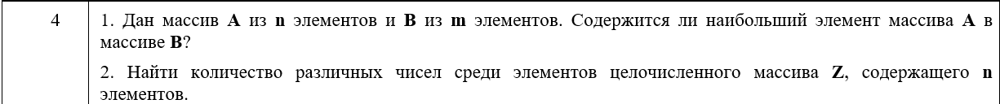 4
1. Дан массив A из n элементов и B из m элементов. Содержится ли наибольший элемент массива A в
массиве B?
2. Найти количество различных чисел среди элементов целочисленного массива Z, содержащего n
элементов.